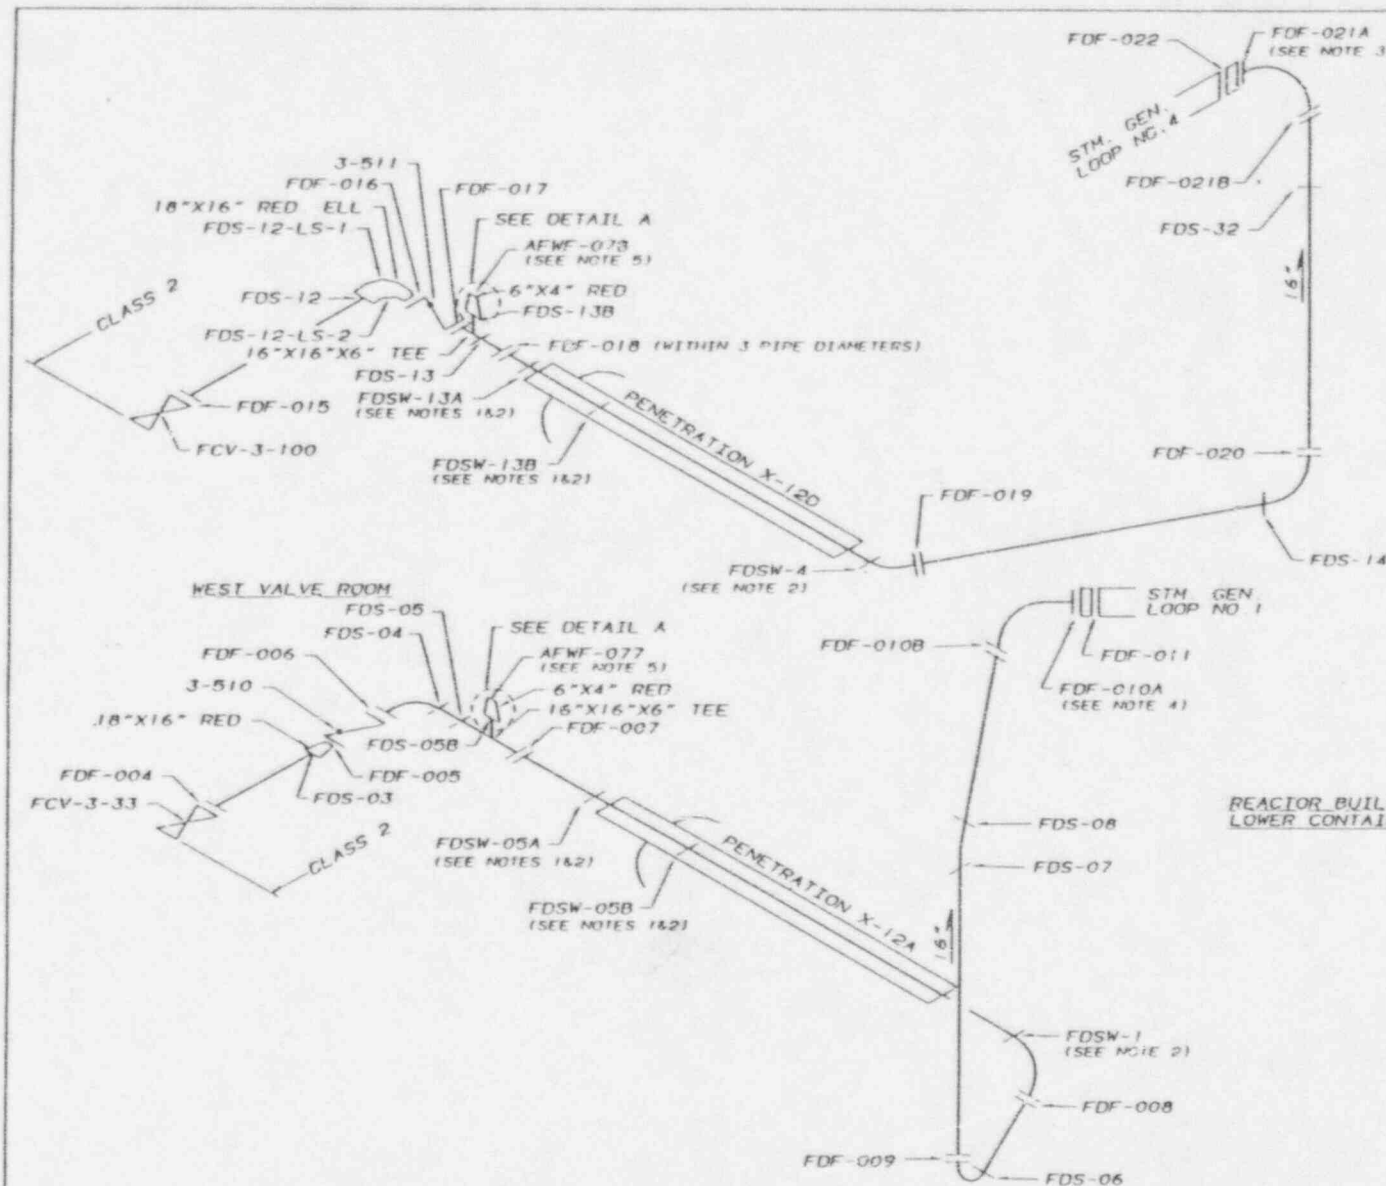 FDF-022
FDF-021A
(SEE NOTE 3
STM. GEN.
LOOP NO. 4
FDF-021B
FDS-32
16"
3-511
FDF-016
FDF-017
18"X16" RED ELL
FDS-12-LS-1
SEE DETAIL A
AFWF-078
(SEE NOTE 5)
6"X4" RED
FDS-13B
FDS-12
CLASS 2
FDS-12-LS-2
16"X16"X6" TEE
FDF-018 (WITHIN 3 PIPE DIAMETERS)
FDS-13
FDSW-13A
(SEE NOTES 1&2)
FDF-015
FCV-3-100
PENETRATION X-12D
FDSW-13B
(SEE NOTES 1&2)
FDF-020
FDF-019
FDS-14
FDSW-4
(SEE NOTE 2)
WEST VALVE ROOM
FDS-05
FDS-04
SEE DETAIL A
STM. GEN.
LOOP NO. 1
FDF-006
AFWF-077
(SEE NOTE 5)
FDF-010B
FDF-011
3-510
6"X4" RED
16"X16"X6" TEE
FDF-010A
(SEE NOTE 4)
18"X16" RED
FDS-05B
FDF-007
FDF-004
FDF-005
FCV-3-33
FDS-03
REACTOR BUIL
LOWER CONTAI
CLASS 2
FDS-08
FDSW-05A
(SEE NOTES 1&2)
PENETRATION X-12A
FDS-07
FDSW-05B
(SEE NOTES 1&2)
16"
FDSW-1
(SEE NOTE 2)
FDF-008
FDF-009
FDS-06